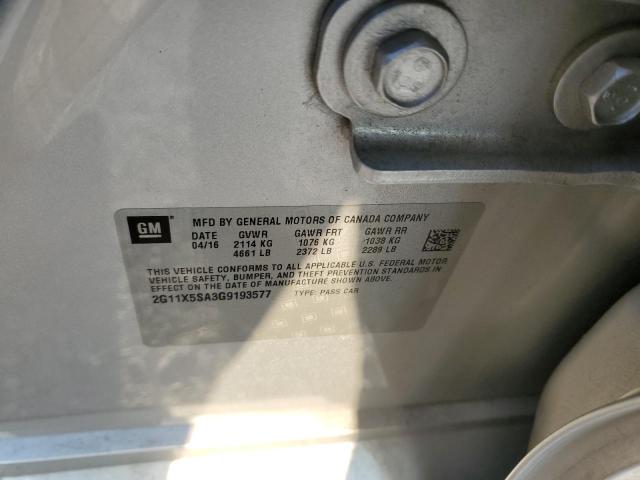 GM
MFD BY GENERAL MOTORS OF CANADA COMPANY
DATE GVWR GAWR FRT GAWR RR
04/16 2114 KG 1076 KG 1038 KG
4661 LB 2372 LB 2289 LB
THIS VEHICLE CONFORMS TO ALL APPLICABLE U.S. FEDERAL MOTOR
VEHICLE SAFETY, BUMPER, AND THEFT PREVENTION STANDARDS IN
EFFECT ON THE DATE OF MANUFACTURE SHOWN ABOVE.
2G11X5SA3G9193577 TYPE: PASS CAR